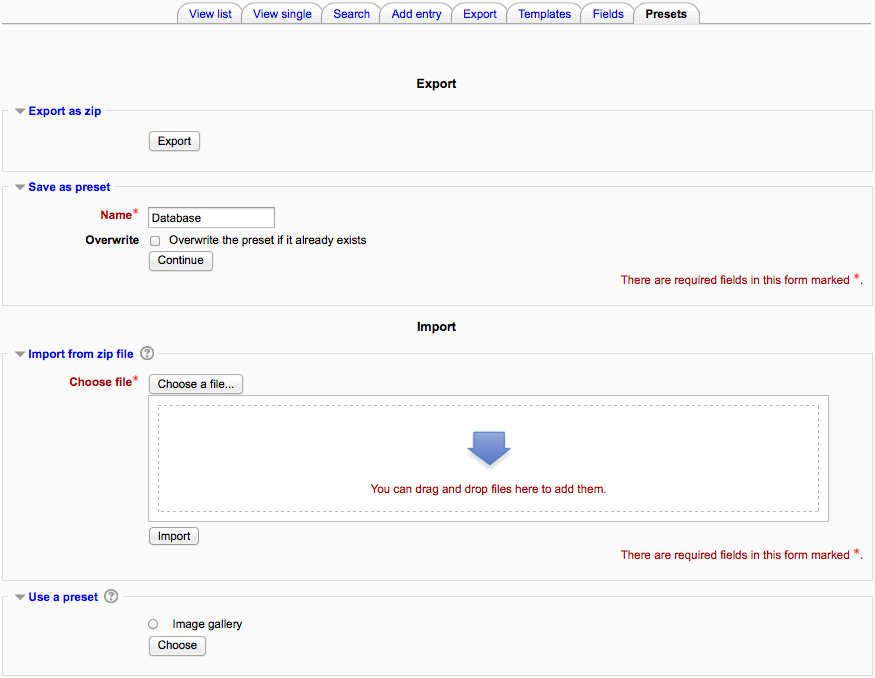 View list View single Search Add entry Export Templates Fields Presets
Export
Export as zip
Export
Save as preset
Name* Database
Overwrite Overwrite the preset if it already exists
Continue
There are required fields in this form marked *.
Import
Import from zip file ?
Choose file* Choose a file...
You can drag and drop files here to add them.
Import
There are required fields in this form marked *.
Use a preset ?
Image gallery
Choose